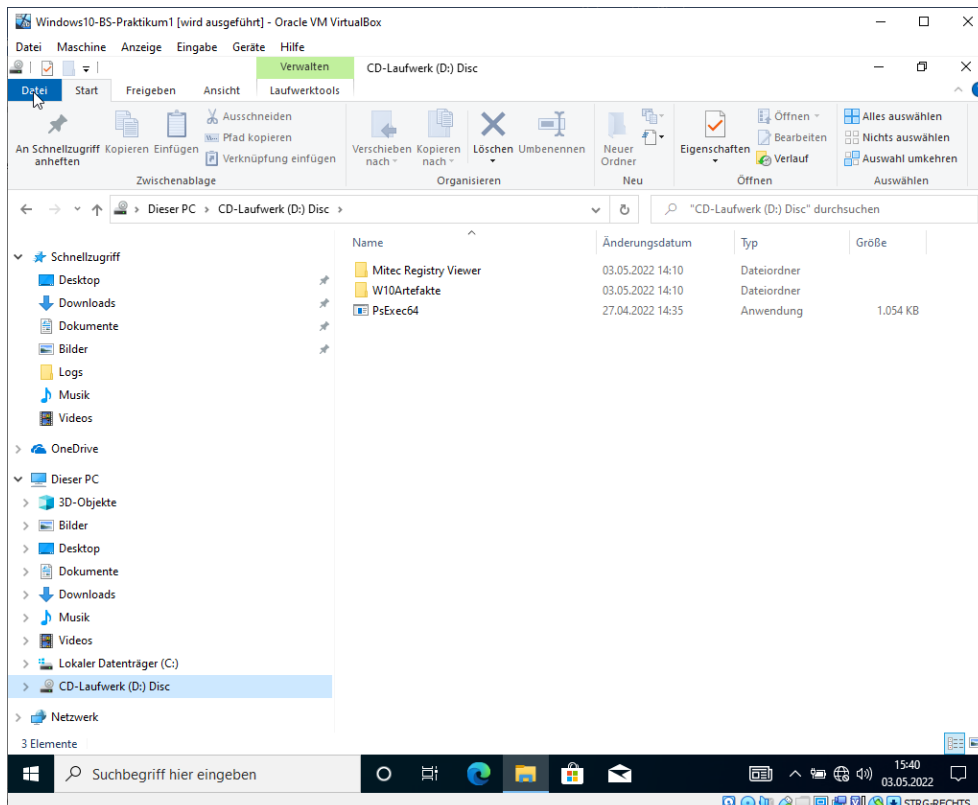 Windows10-BS-Praktikum1 [wird ausgeführt] - Oracle VM VirtualBox
Datei Maschine Anzeige Eingabe Geräte Hilfe
Verwalten CD-Laufwerk (D:) Disc
Datei Start Freigeben Ansicht Laufwerktools
An Schnellzugriff anheften
Kopieren
Einfügen
Ausschneiden
Pfad kopieren
Verknüpfung einfügen
Zwischenablage
Verschieben nach
Kopieren nach
Löschen
Umbenennen
Organisieren
Neuer Ordner
Neu
Eigenschaften
Öffnen
Bearbeiten
Verlauf
Öffnen
Alles auswählen
Nichts auswählen
Auswahl umkehren
Auswählen
Dieser PC > CD-Laufwerk (D:) Disc >
"CD-Laufwerk (D:) Disc" durchsuchen
Schnellzugriff
Desktop
Downloads
Dokumente
Bilder
Logs
Musik
Videos
OneDrive
Dieser PC
3D-Objekte
Bilder
Desktop
Dokumente
Downloads
Musik
Videos
Lokaler Datenträger (C:)
CD-Laufwerk (D:) Disc
Netzwerk
Name Änderungsdatum Typ Größe
Mitec Registry Viewer 03.05.2022 14:10 Dateiordner
W10Artefakte 03.05.2022 14:10 Dateiordner
PsExec64 27.04.2022 14:35 Anwendung 1.054 KB
3 Elemente
Suchbegriff hier eingeben
15:40
03.05.2022
STRG-RECHTS